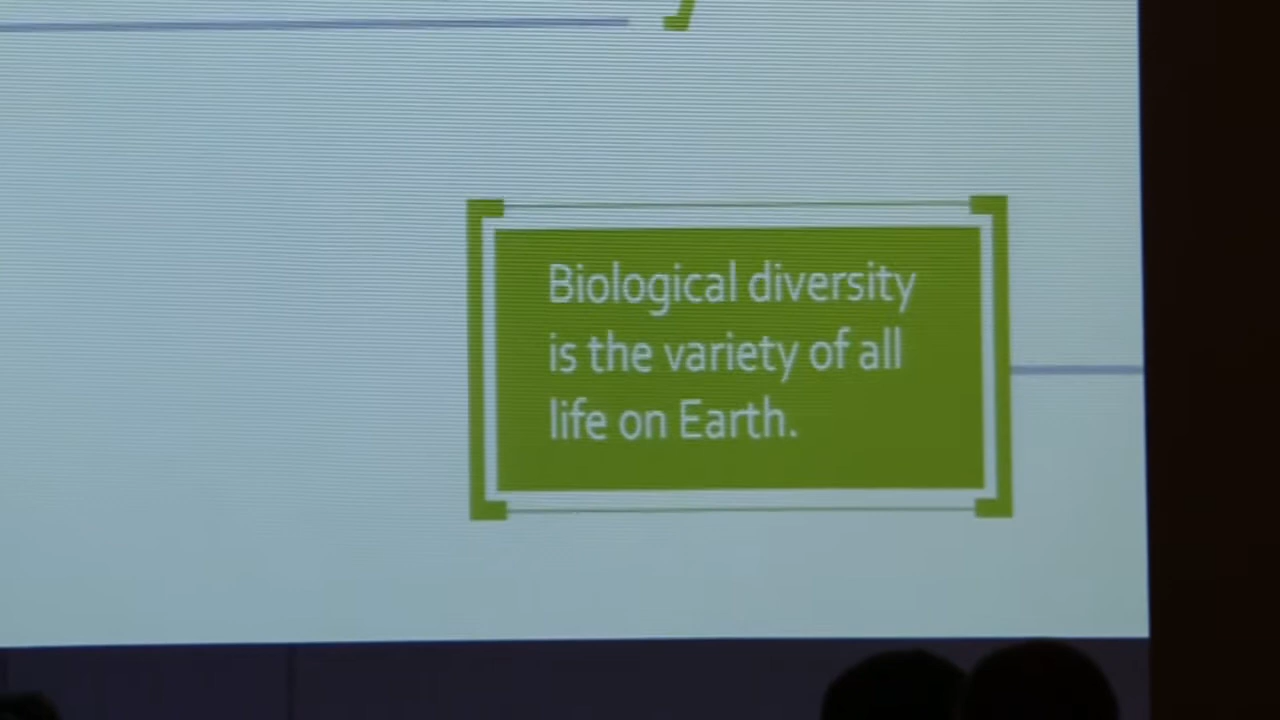 Biological diversity
is the variety of all
life on Earth.